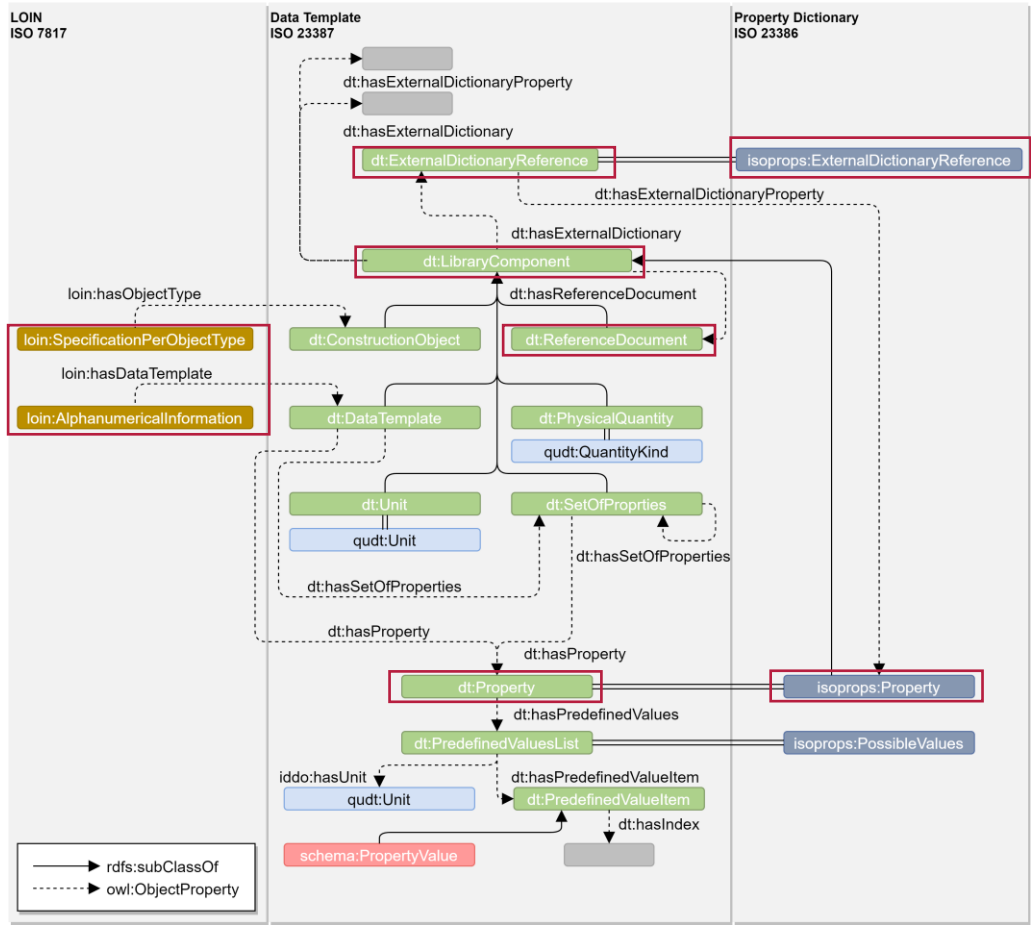 LOIN
ISO 7817
Data Template
ISO 23387
Property Dictionary
ISO 23386
dt:hasExternalDictionaryProperty
dt:hasExternalDictionary
dt:ExternalDictionaryReference
isoprops:ExternalDictionaryReference
dt:hasExternalDictionaryProperty
dt:hasExternalDictionary
dt:LibraryComponent
loin:hasObjectType
dt:hasReferenceDocument
loin:SpecificationPerObjectType
dt:ConstructionObject
dt:ReferenceDocument
loin:hasDataTemplate
loin:AlphanumericalInformation
dt:DataTemplate
dt:PhysicalQuantity
qudt:QuantityKind
dt:Unit
dt:SetOfProprties
qudt:Unit
dt:hasSetOfProperties
dt:hasSetOfProperties
dt:hasProperty
dt:hasProperty
dt:Property
isoprops:Property
dt:hasPredefinedValues
dt:PredefinedValuesList
isoprops:PossibleValues
iddo:hasUnit
dt:hasPredefinedValueItem
qudt:Unit
dt:PredefinedValueItem
dt:hasIndex
schema:PropertyValue
rdfs:subClassOf
owl:ObjectProperty